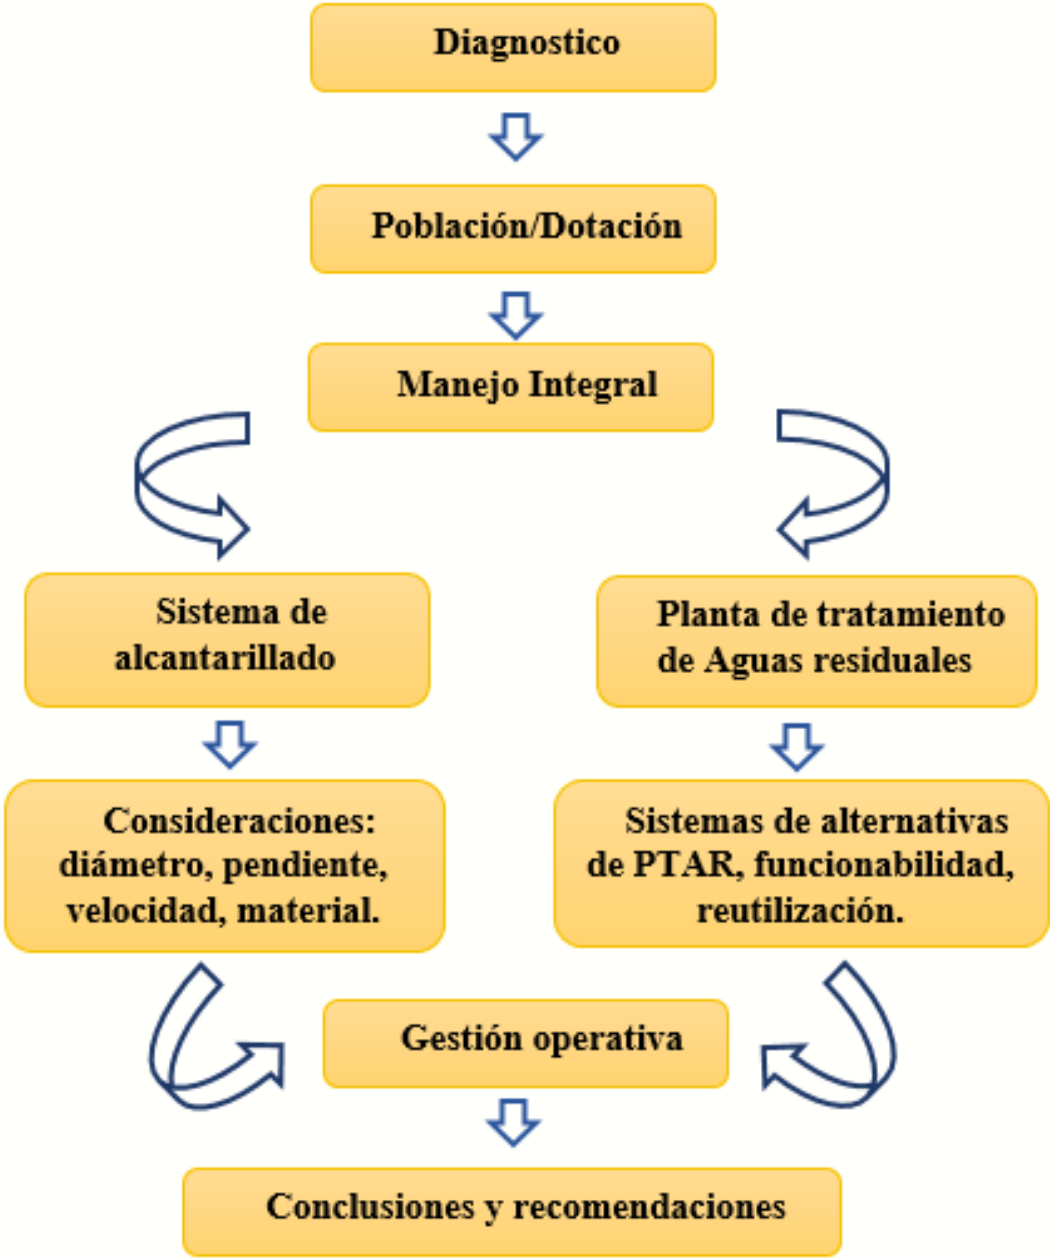 Diagnostico
Población/Dotación
Manejo Integral
Sistema de
alcantarillado
Planta de tratamiento
de Aguas residuales
Consideraciones:
diámetro, pendiente,
velocidad, material.
Sistemas de alternativas
de PTAR, funcionabilidad,
reutilización.
Gestión operativa
Conclusiones y recomendaciones